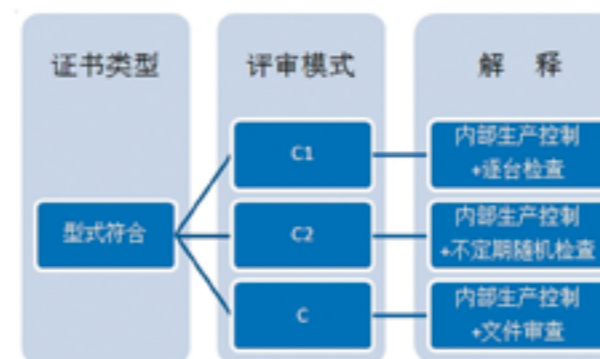 证书类型
评审模式
解 释
型式符合
C1
内部生产控制
+逐台检查
C2
内部生产控制
+不定期随机检查
C
内部生产控制
+文件审查